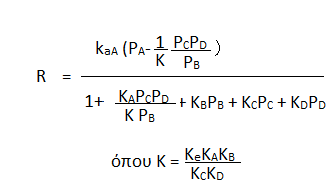 R = kaA (PA- 1/K PCPD/PB )
1+ KAPCPD/K PB + KBPB + KCPC + KDPD
όπου K = KeKAKB/KCKD